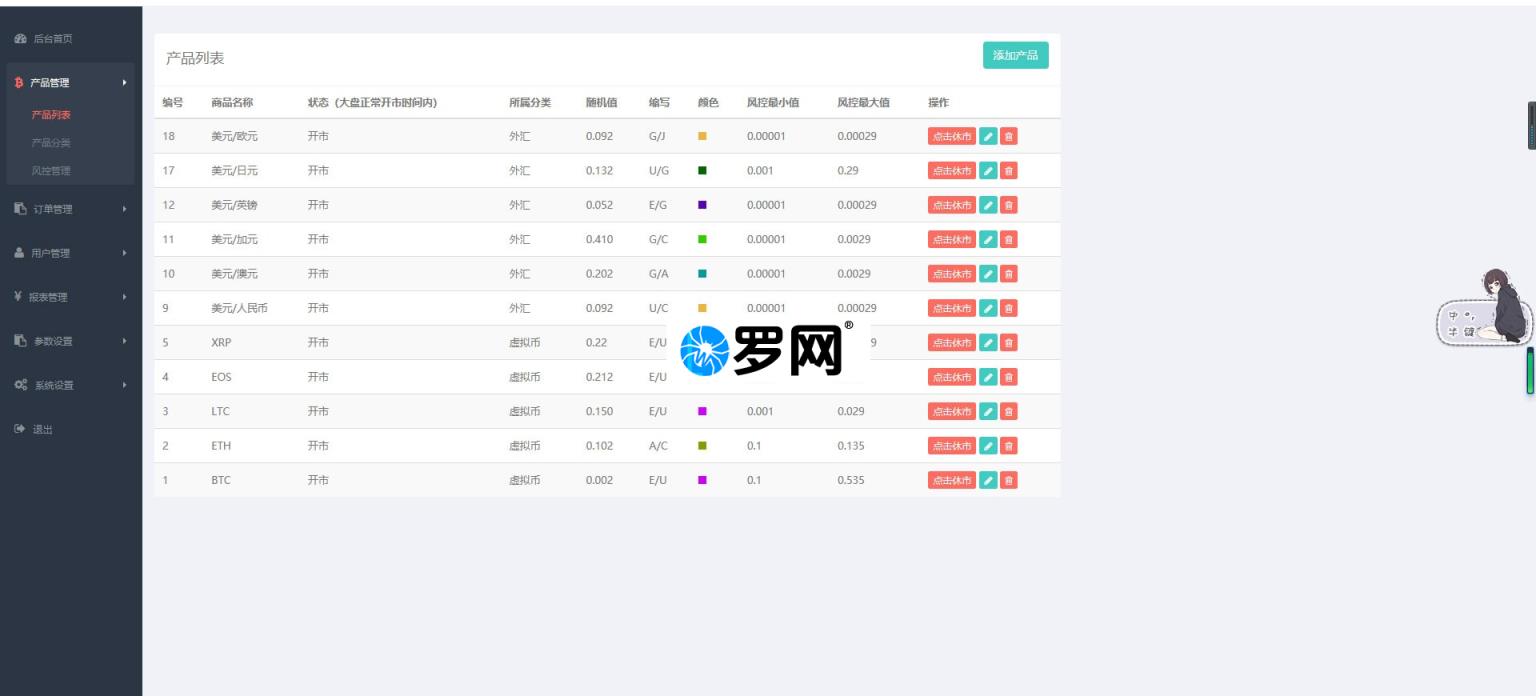 后台首页
产品管理
产品列表
产品分类
风控管理
订单管理
用户管理
¥ 报表管理
参数设置
系统设置
退出
产品列表
添加产品
编号 商品名称 状态（大盘正常开市时间内） 所属分类 随机值 缩写 颜色 风控最小值 风控最大值 操作
18 美元/欧元 开市 外汇 0.092 G/J 0.00001 0.00029 点击休市
17 美元/日元 开市 外汇 0.132 U/G 0.001 0.29 点击休市
12 美元/英镑 开市 外汇 0.052 E/G 0.00001 0.00029 点击休市
11 美元/加元 开市 外汇 0.410 G/C 0.00001 0.0029 点击休市
10 美元/澳元 开市 外汇 0.202 G/A 0.00001 0.0029 点击休市
9 美元/人民币 开市 外汇 0.092 U/C 0.00001 0.00029 点击休市
5 XRP 开市 虚拟币 0.22 E/U 9 点击休市
4 EOS 开市 虚拟币 0.212 E/U 点击休市
3 LTC 开市 虚拟币 0.150 E/U 0.001 0.029 点击休市
2 ETH 开市 虚拟币 0.102 A/C 0.1 0.135 点击休市
1 BTC 开市 虚拟币 0.002 E/U 0.1 0.535 点击休市
罗网®
中
半